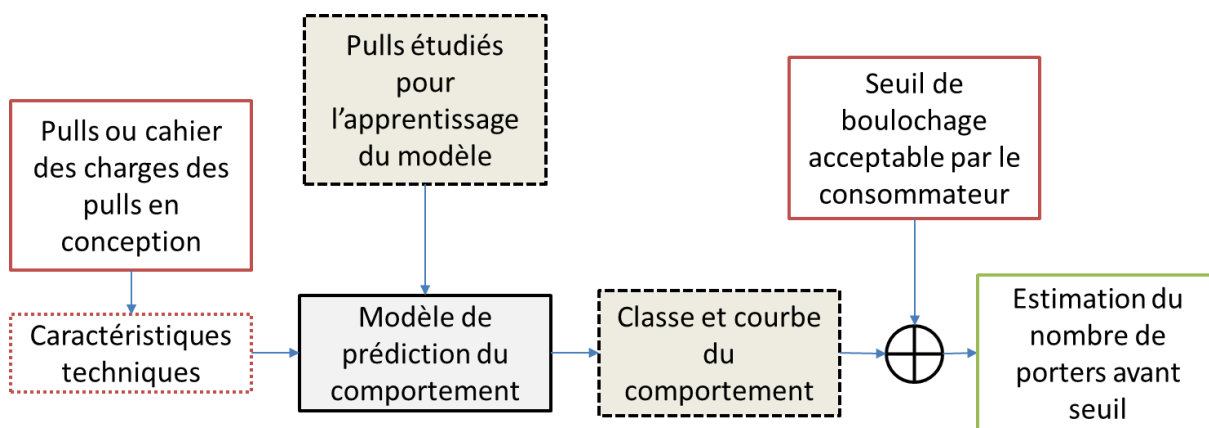 Pulls ou cahier
des charges des
pulls en
conception
Caractéristiques
techniques
Pulls étudiés
pour
l’apprentissage
du modèle
Modèle de
prédiction du
comportement
Classe et courbe
du
comportement
Seuil de
boulochage
acceptable par le
consommateur
Estimation du
nombre de
porters avant
seuil